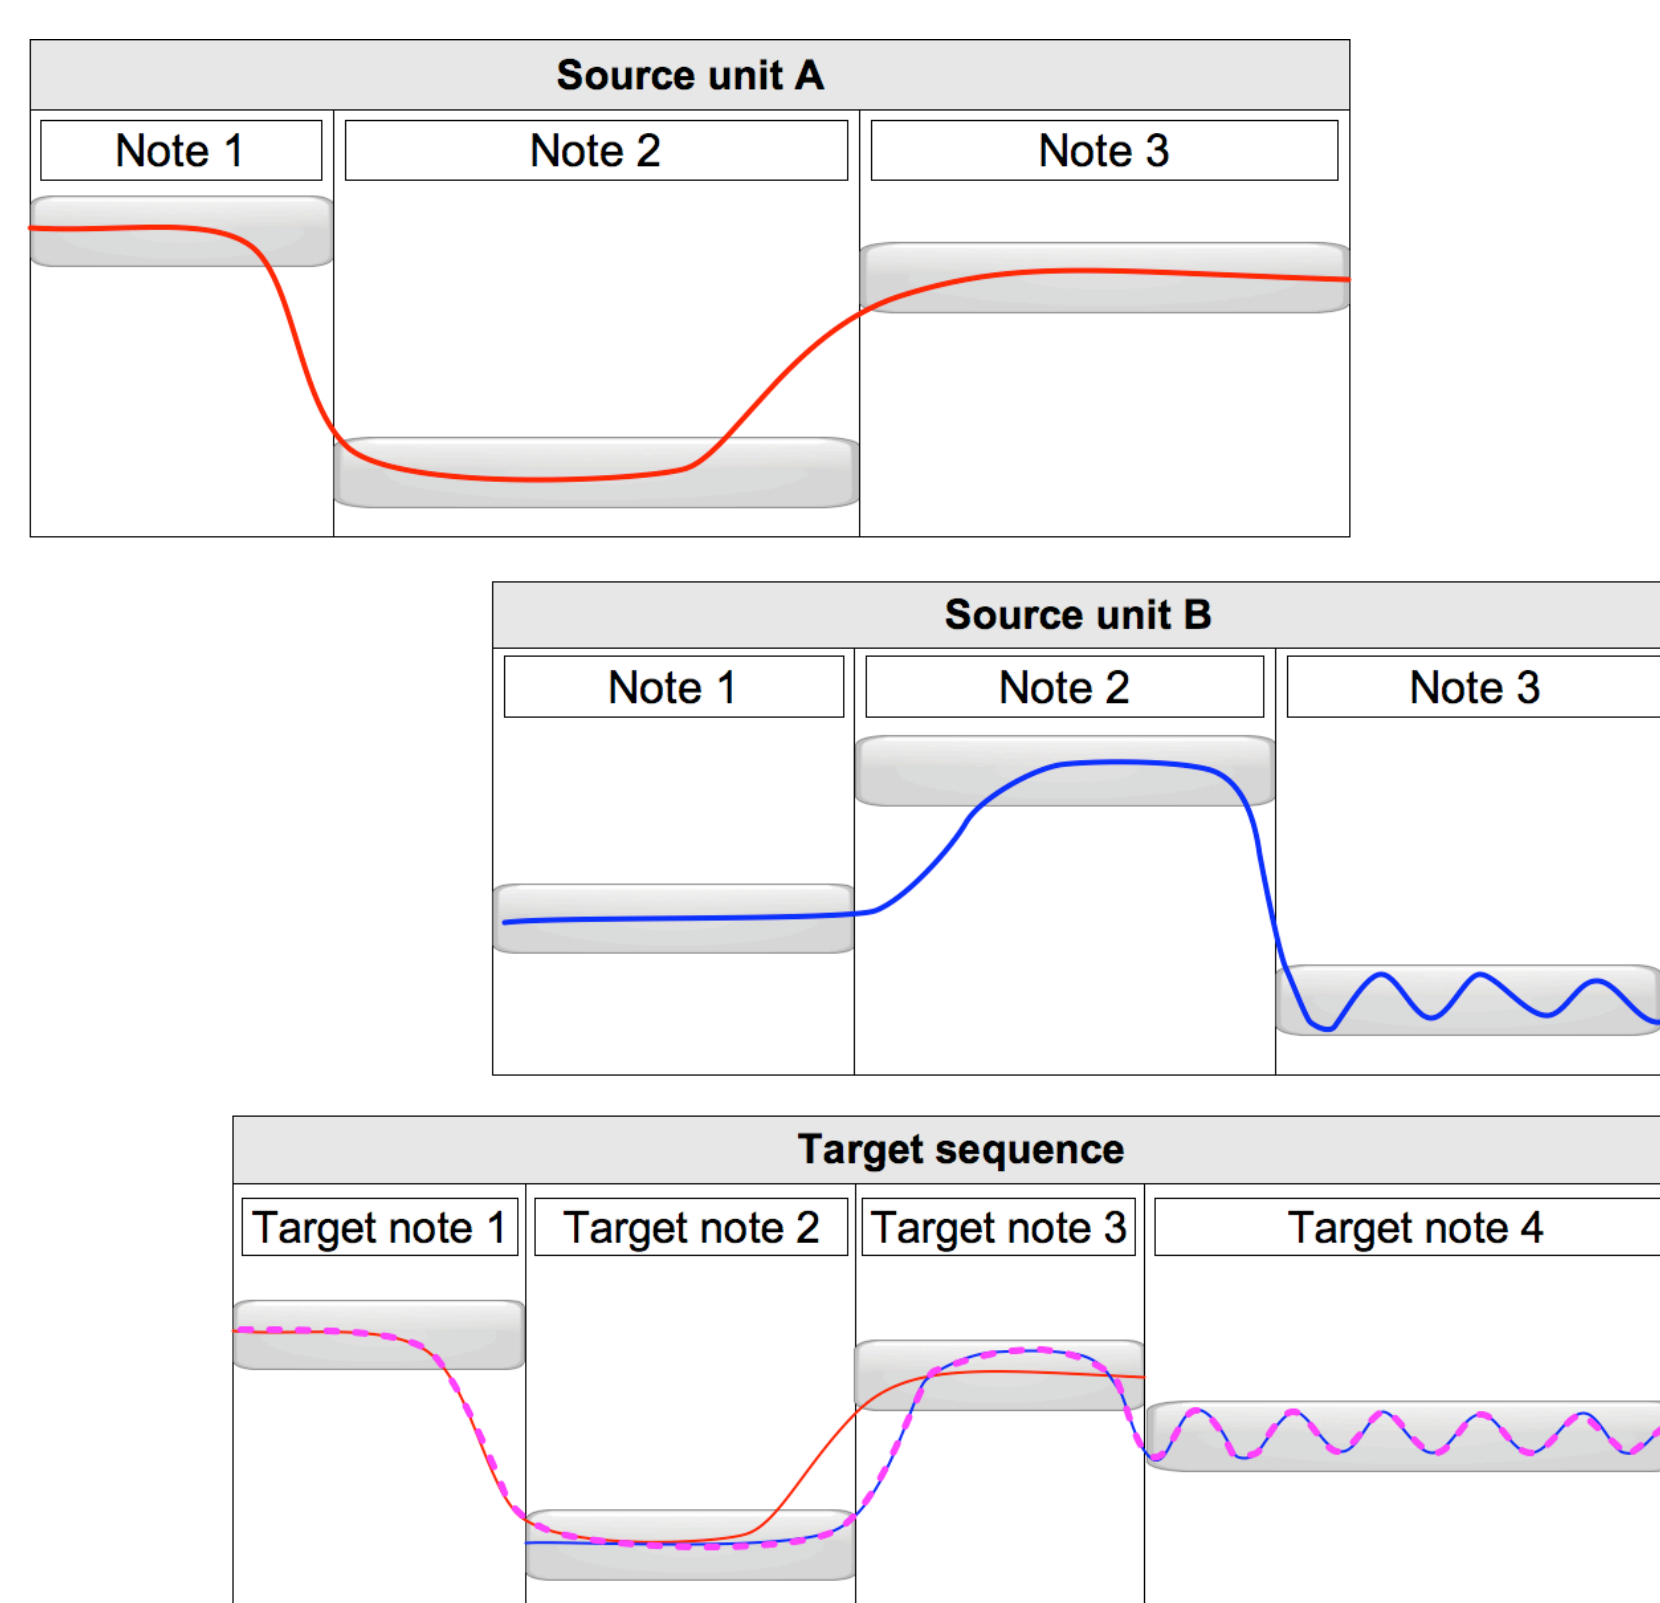 Source unit A
Note 1 Note 2 Note 3
Source unit B
Note 1 Note 2 Note 3
Target sequence
Target note 1 Target note 2 Target note 3 Target note 4